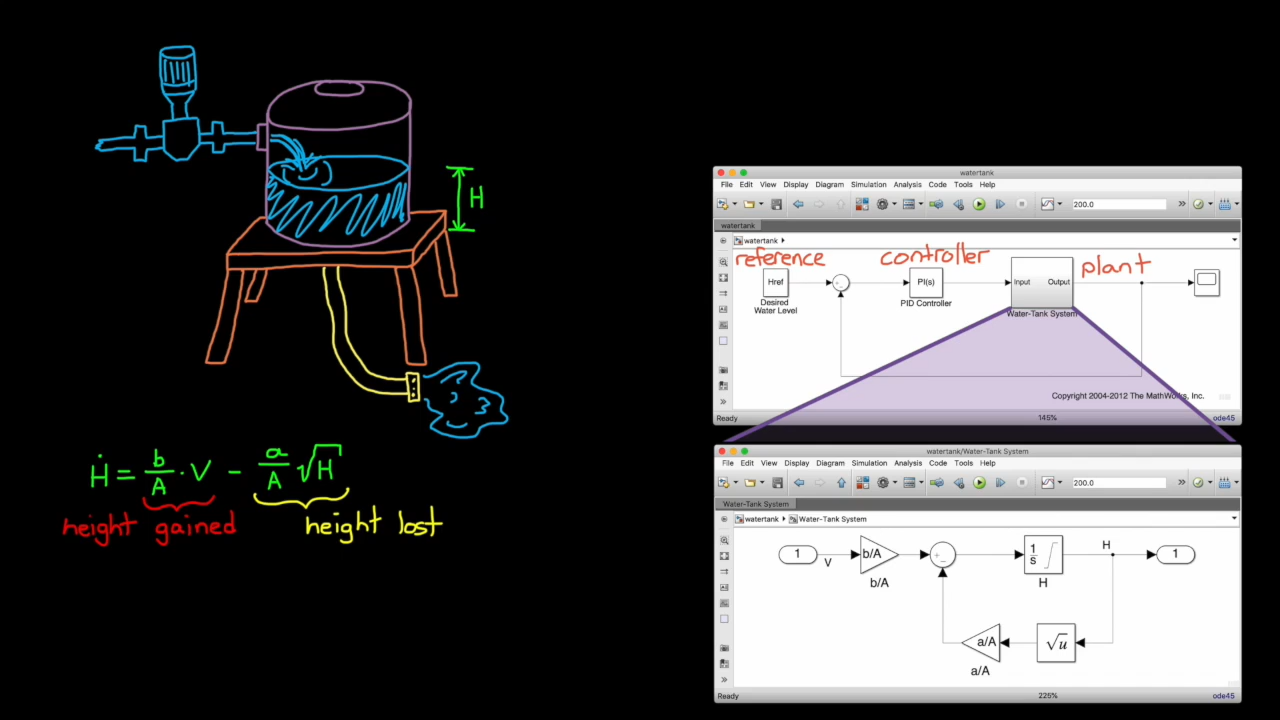 H
Ḣ = b/A · V − a/A √H
height gained
height lost
watertank
File Edit View Display Diagram Simulation Analysis Code Tools Help
200.0
watertank
watertank
reference
controller
plant
Href
Desired
Water Level
+
-
PI(s)
PID Controller
Input
Output
Water-Tank System
Copyright 2004-2012 The MathWorks, Inc.
Ready
145%
ode45
watertank/Water-Tank System
File Edit View Display Diagram Simulation Analysis Code Tools Help
200.0
Water-Tank System
watertank Water-Tank System
1
V
b/A
b/A
+
-
1/s
H
H
1
a/A
a/A
√u
Ready
225%
ode45